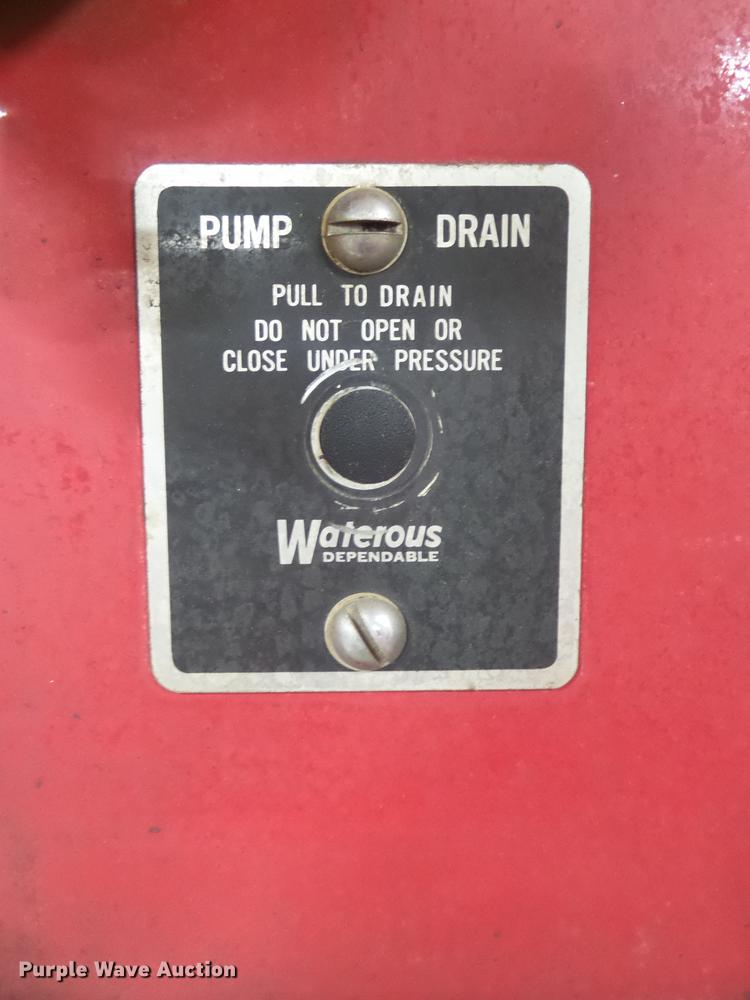 PUMP DRAIN
PULL TO DRAIN
DO NOT OPEN OR
CLOSE UNDER PRESSURE
Waterous
DEPENDABLE
Purple Wave Auction